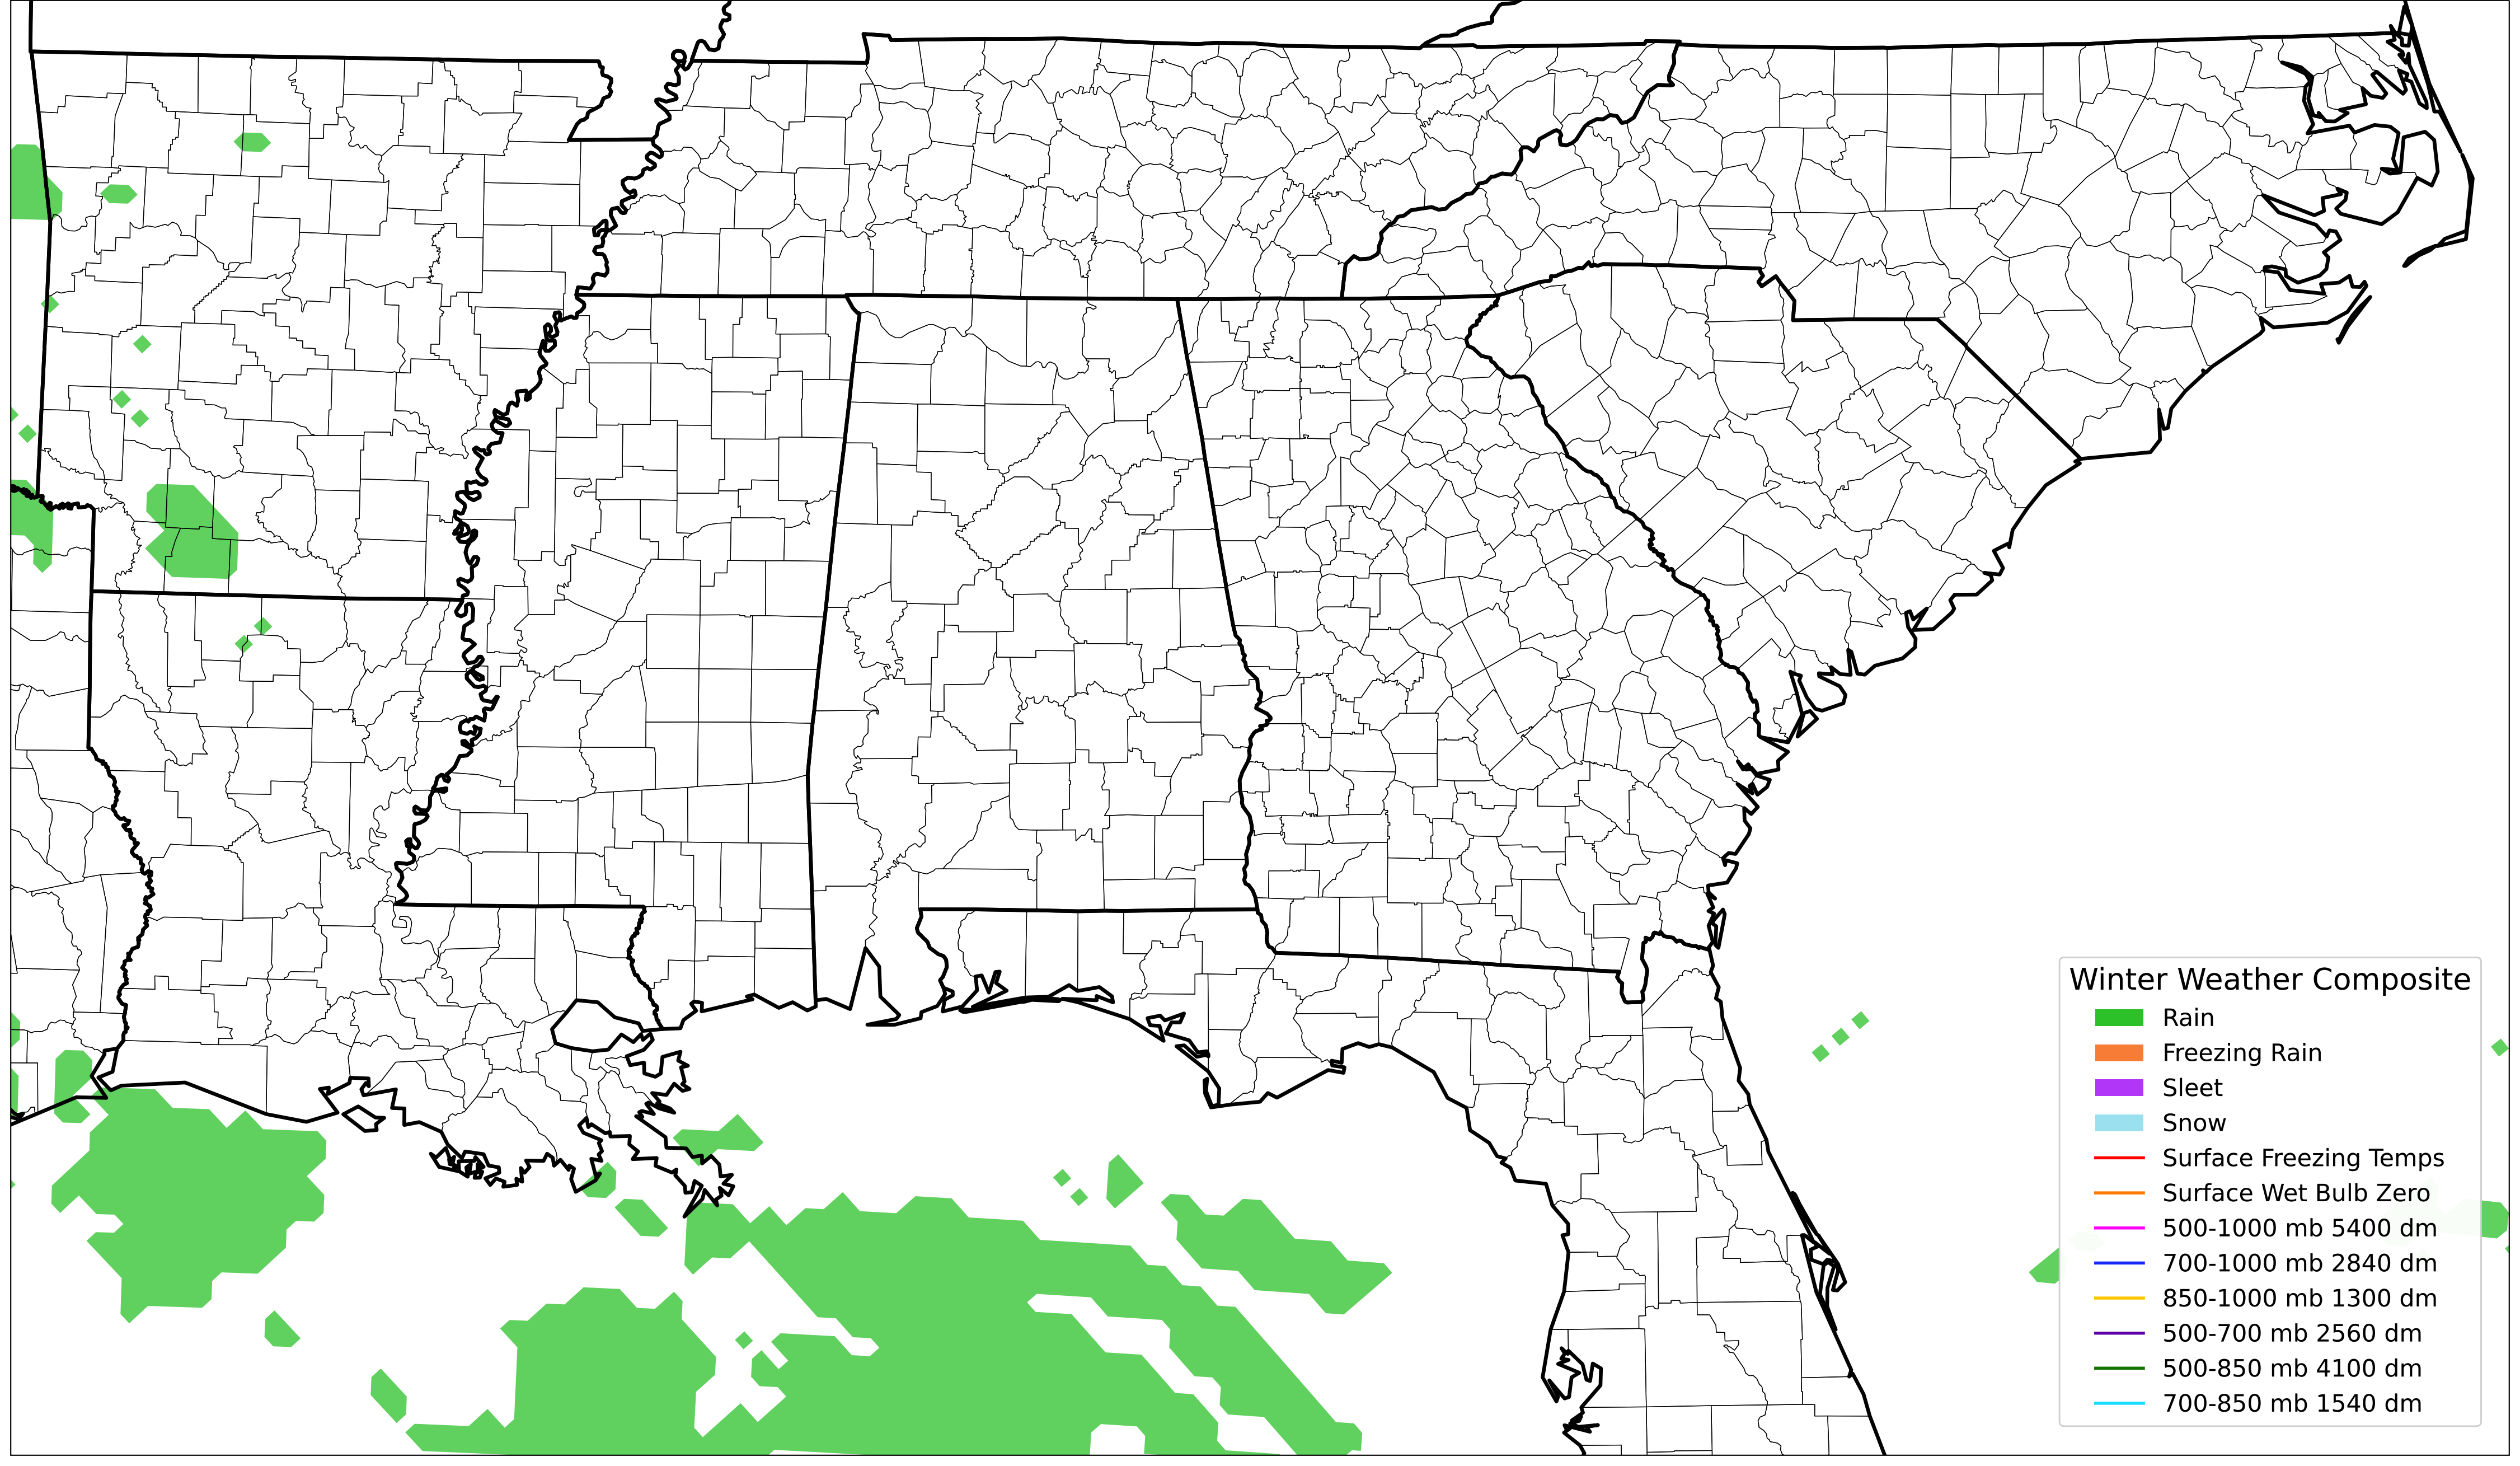 Winter Weather Composite
Rain
Freezing Rain
Sleet
Snow
Surface Freezing Temps
Surface Wet Bulb Zero
500-1000 mb 5400 dm
700-1000 mb 2840 dm
850-1000 mb 1300 dm
500-700 mb 2560 dm
500-850 mb 4100 dm
700-850 mb 1540 dm